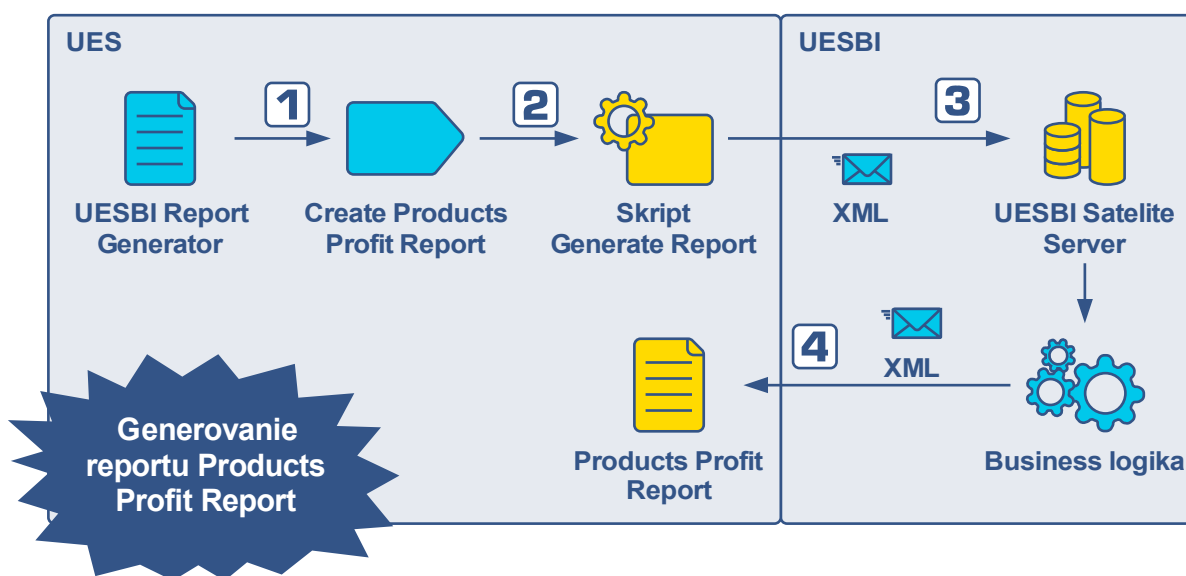 UES
UESBI
1
2
3
UESBI Report
Generator
Create Products
Profit Report
Skript
Generate Report
XML
UESBI Satelite
Server
4
XML
Products Profit
Report
Business logika
Generovanie
reportu Products
Profit Report